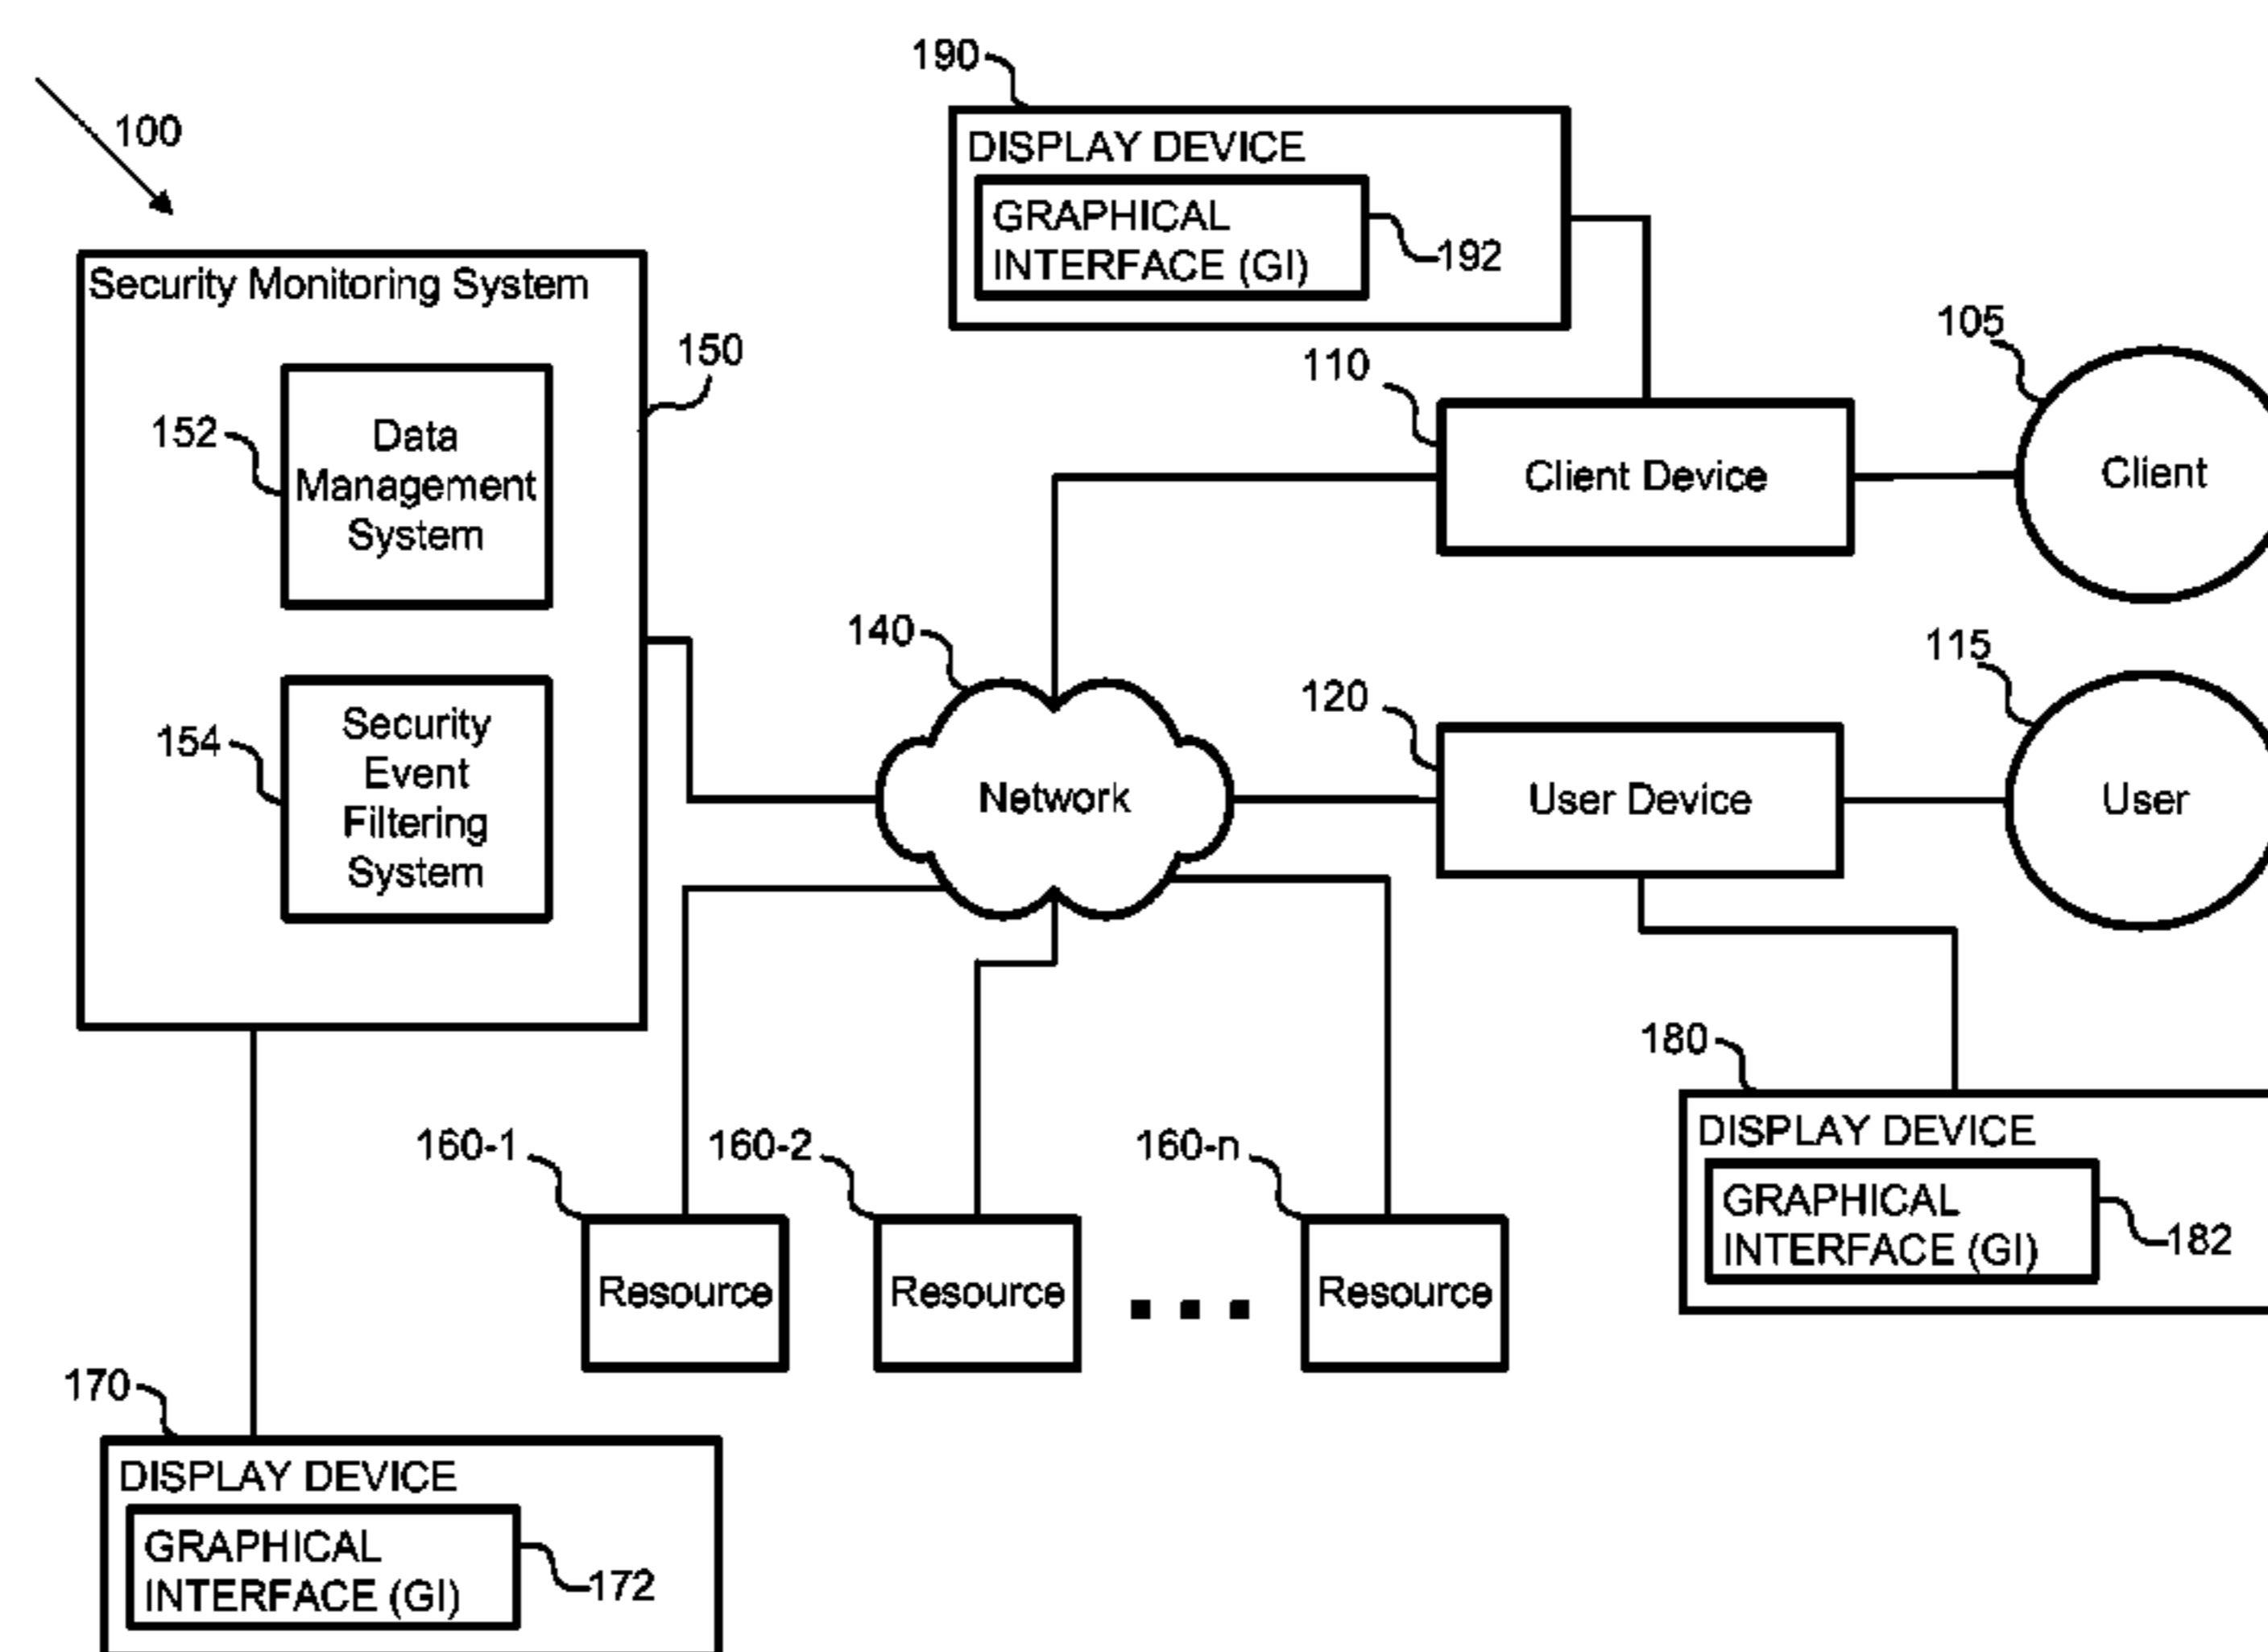 190
100
DISPLAY DEVICE
GRAPHICAL
INTERFACE (GI)
192
Security Monitoring System
150
152
Data
Management
System
154
Security
Event
Filtering
System
110
Client Device
105
Client
140
Network
120
User Device
115
User
160-1
Resource
160-2
Resource
160-n
Resource
180
DISPLAY DEVICE
GRAPHICAL
INTERFACE (GI)
182
170
DISPLAY DEVICE
GRAPHICAL
INTERFACE (GI)
172